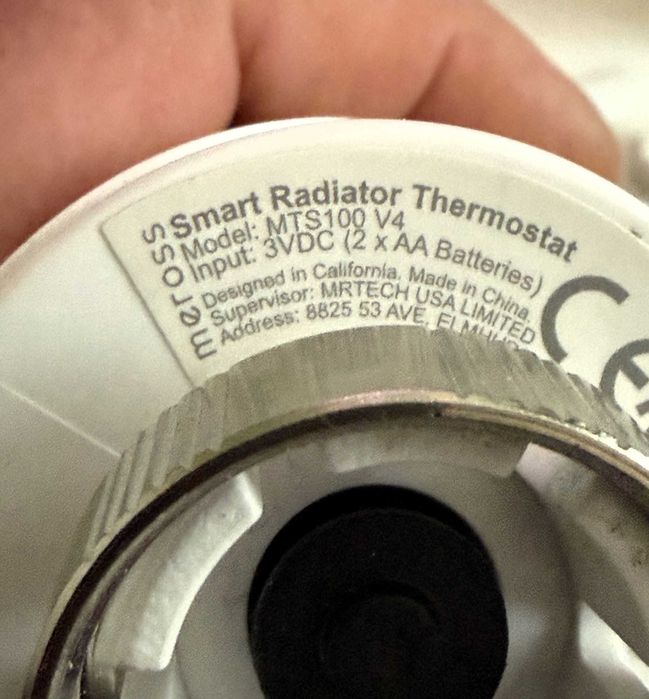 meross
Smart Radiator Thermostat
Model: MTS100 V4
Input: 3VDC (2 x AA Batteries)
Designed in California. Made in China.
Supervisor: MRTECH USA LIMITED
Address: 8825 53 AVE,
CE